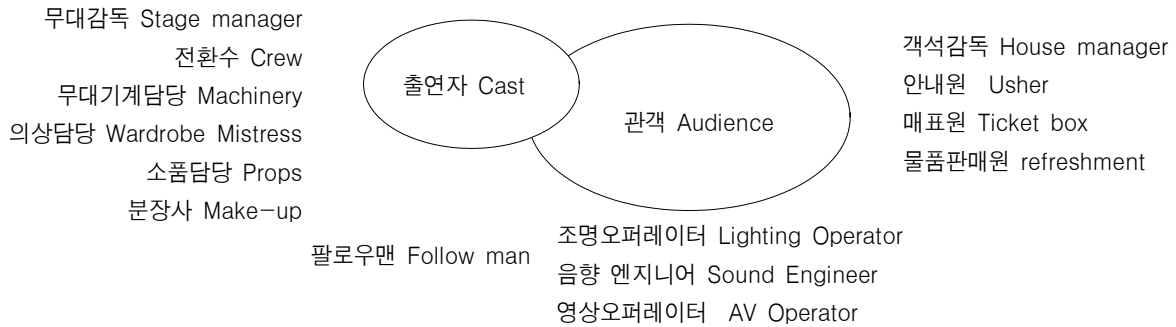 무대감독 Stage manager
전환수 Crew
무대기계담당 Machinery
의상담당 Wardrobe Mistress
소품담당 Props
분장사 Make-up
출연자 Cast
관객 Audience
객석감독 House manager
안내원 Usher
매표원 Ticket box
물품판매원 refreshment
팔로우맨 Follow man
조명오퍼레이터 Lighting Operator
음향 엔지니어 Sound Engineer
영상오퍼레이터 AV Operator